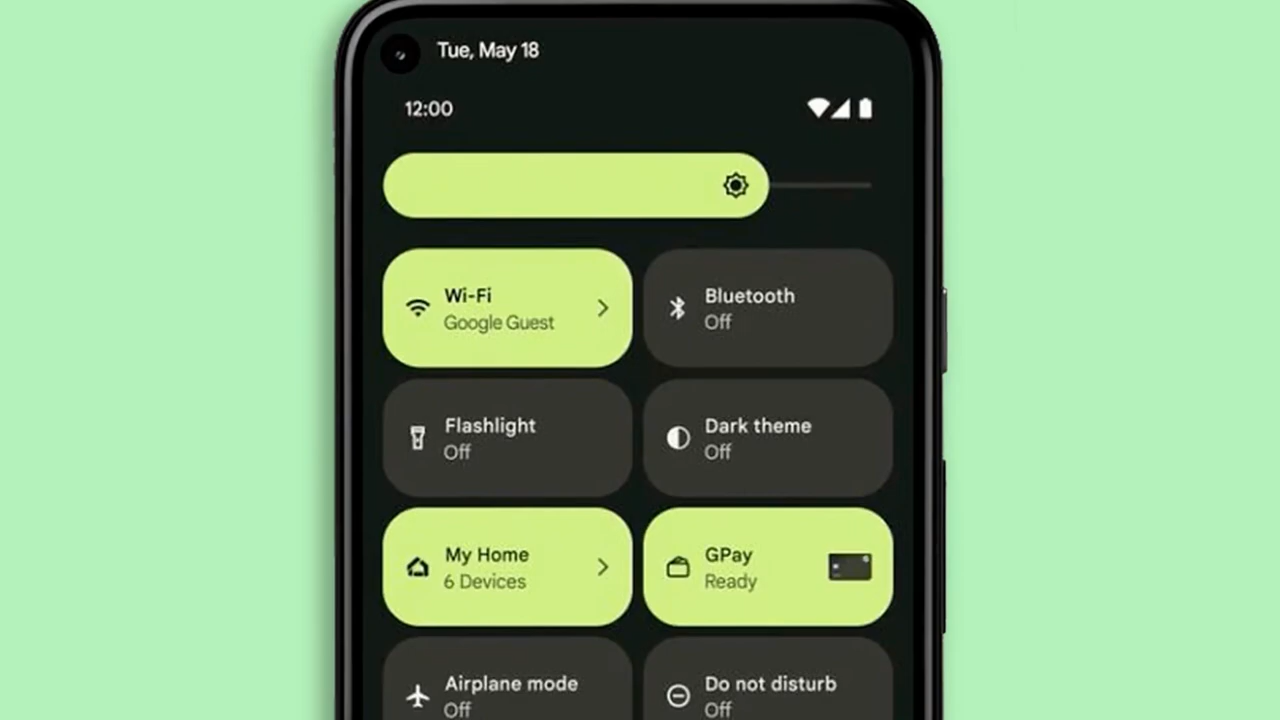 Tue, May 18
12:00
Wi-Fi
Google Guest
Bluetooth
Off
Flashlight
Off
Dark theme
Off
My Home
6 Devices
GPay
Ready
Airplane mode
Off
Do not disturb
Off